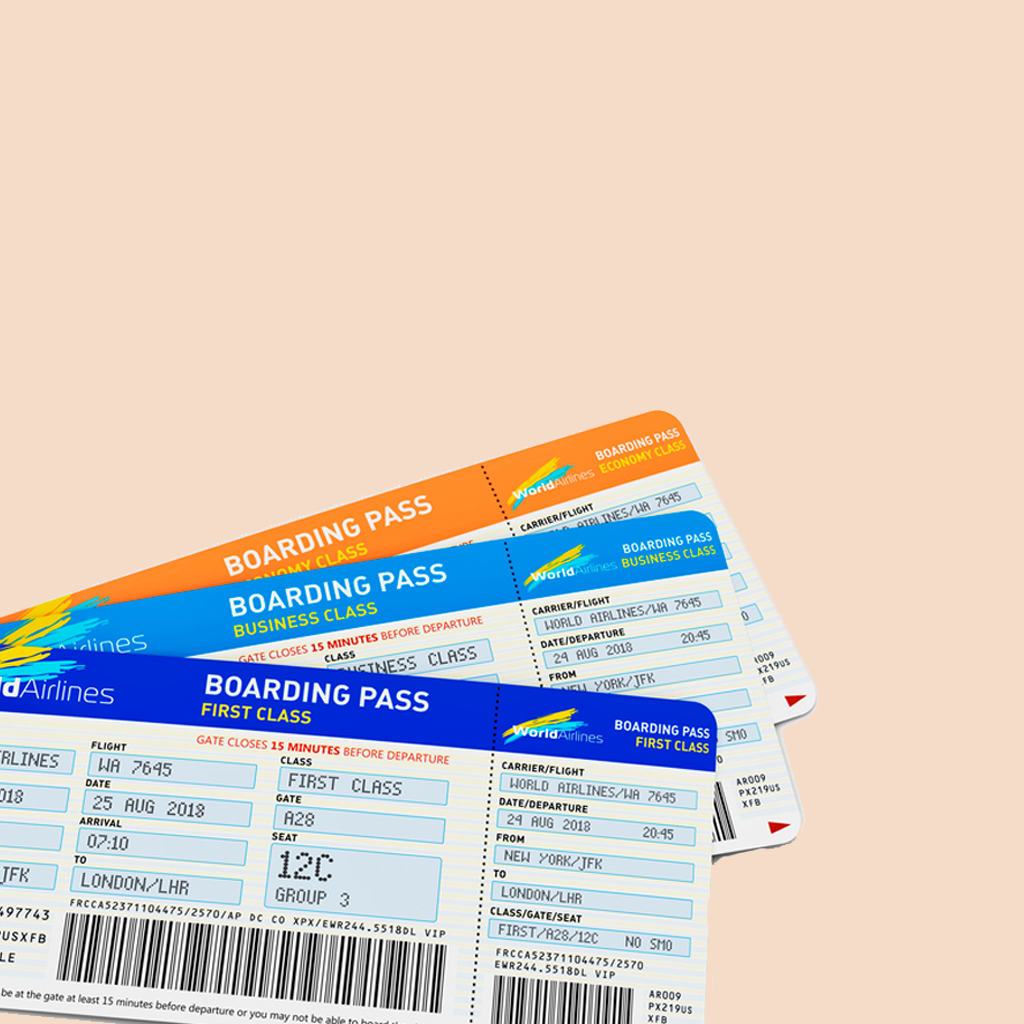 BOARDING PASS
ECONOMY CLASS
WorldAirlines
BOARDING PASS
ECONOMY CLASS
CARRIER/FLIGHT
AIRLINES/WA 7645
AR009
PX219US
XFB
Airlines
BOARDING PASS
BUSINESS CLASS
GATE CLOSES 15 MINUTES BEFORE DEPARTURE
CLASS
BUSINESS CLASS
WorldAirlines
BOARDING PASS
BUSINESS CLASS
CARRIER/FLIGHT
WORLD AIRLINES/WA 7645
DATE/DEPARTURE
24 AUG 2018 20:45
FROM
NEW YORK/JFK
SMO
AR009
PX219US
XFB
ldAirlines
BOARDING PASS
FIRST CLASS
GATE CLOSES 15 MINUTES BEFORE DEPARTURE
RLINES
018
JFK
497743
PUSXFB
LE
FLIGHT
WA 7645
DATE
25 AUG 2018
ARRIVAL
07:10
TO
LONDON/LHR
CLASS
FIRST CLASS
GATE
A28
SEAT
12C
GROUP 3
FRCCA52371104475/2570/AP DC CO XPX/EWR244.5518DL VIP
be at the gate at least 15 minutes before departure or you may not be able to board
WorldAirlines
BOARDING PASS
FIRST CLASS
CARRIER/FLIGHT
WORLD AIRLINES/WA 7645
DATE/DEPARTURE
24 AUG 2018 20:45
FROM
NEW YORK/JFK
TO
LONDON/LHR
CLASS/GATE/SEAT
FIRST/A28/12C NO SMO
FRCCA52371104475/2570
EWR244.5518DL VIP
AR009
PX219US
XFB